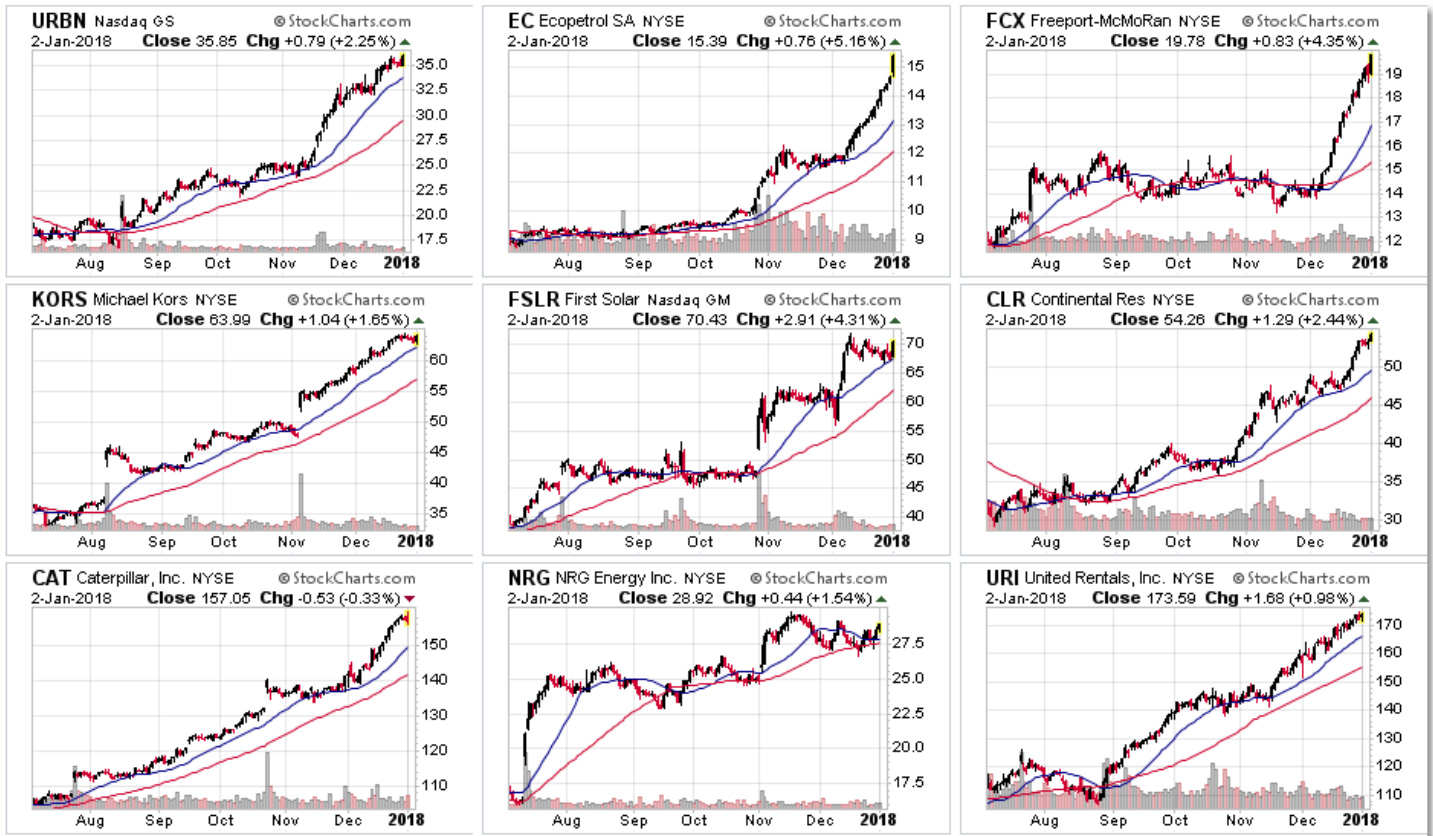 URBN Nasdaq GS © StockCharts.com
2-Jan-2018 Close 35.85 Chg +0.79 (+2.25%)
35.0
32.5
30.0
27.5
25.0
22.5
20.0
17.5
Aug Sep Oct Nov Dec 2018
EC Ecopetrol SA NYSE © StockCharts.com
2-Jan-2018 Close 15.39 Chg +0.76 (+5.16%)
15
14
13
12
11
10
9
Aug Sep Oct Nov Dec 2018
FCX Freeport-McMoRan NYSE © StockCharts.com
2-Jan-2018 Close 19.78 Chg +0.83 (+4.35%)
19
18
17
16
15
14
13
12
Aug Sep Oct Nov Dec 2018
KORS Michael Kors NYSE © StockCharts.com
2-Jan-2018 Close 63.99 Chg +1.04 (+1.65%)
60
55
50
45
40
35
Aug Sep Oct Nov Dec 2018
FSLR First Solar Nasdaq GM © StockCharts.com
2-Jan-2018 Close 70.43 Chg +2.91 (+4.31%)
70
65
60
55
50
45
40
Aug Sep Oct Nov Dec 2018
CLR Continental Res NYSE © StockCharts.com
2-Jan-2018 Close 54.26 Chg +1.29 (+2.44%)
50
45
40
35
30
Aug Sep Oct Nov Dec 2018
CAT Caterpillar, Inc. NYSE © StockCharts.com
2-Jan-2018 Close 157.05 Chg -0.53 (-0.33%)
150
140
130
120
110
Aug Sep Oct Nov Dec 2018
NRG NRG Energy Inc. NYSE © StockCharts.com
2-Jan-2018 Close 28.92 Chg +0.44 (+1.54%)
27.5
25.0
22.5
20.0
17.5
Aug Sep Oct Nov Dec 2018
URI United Rentals, Inc. NYSE © StockCharts.com
2-Jan-2018 Close 173.59 Chg +1.68 (+0.98%)
170
160
150
140
130
120
110
Aug Sep Oct Nov Dec 2018